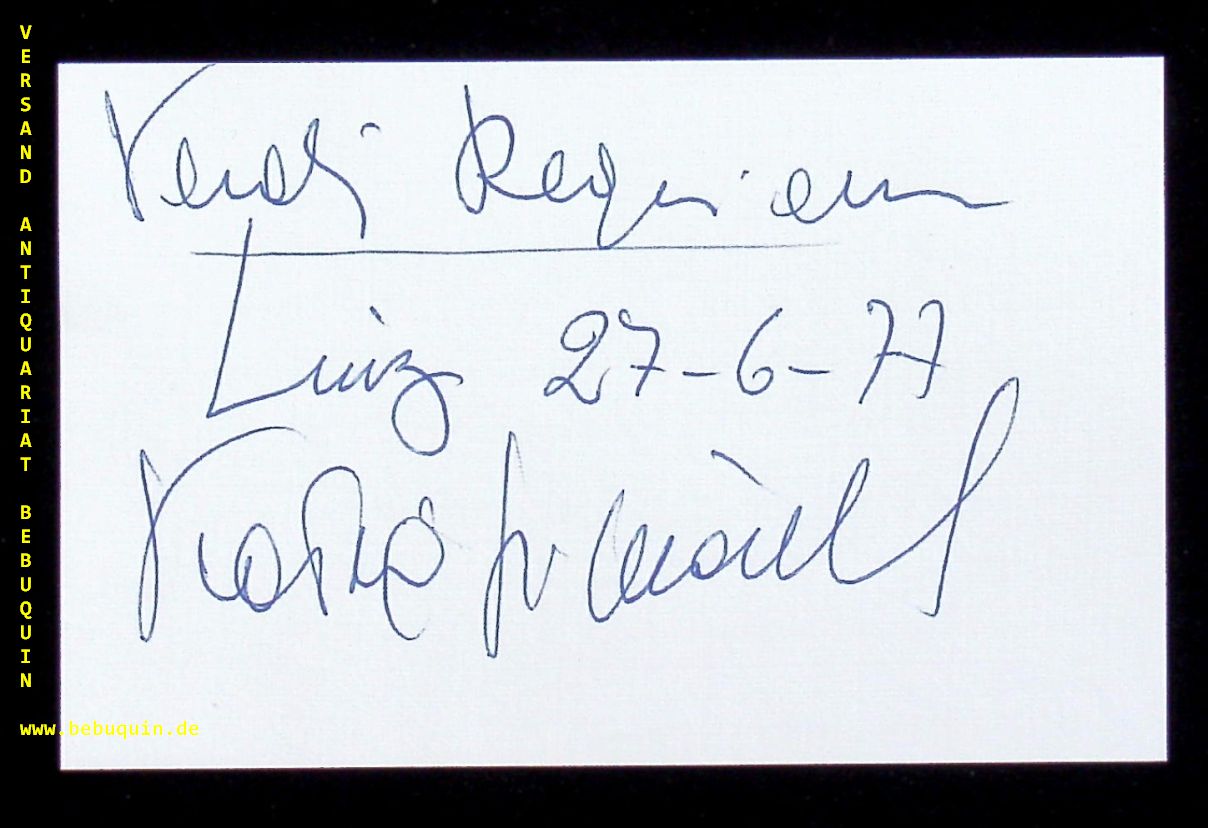 VERSAND ANTIQUARIAT BEBUQUIN
www.bebuquin.de
Verdi Requiem
Linz 27-6-77